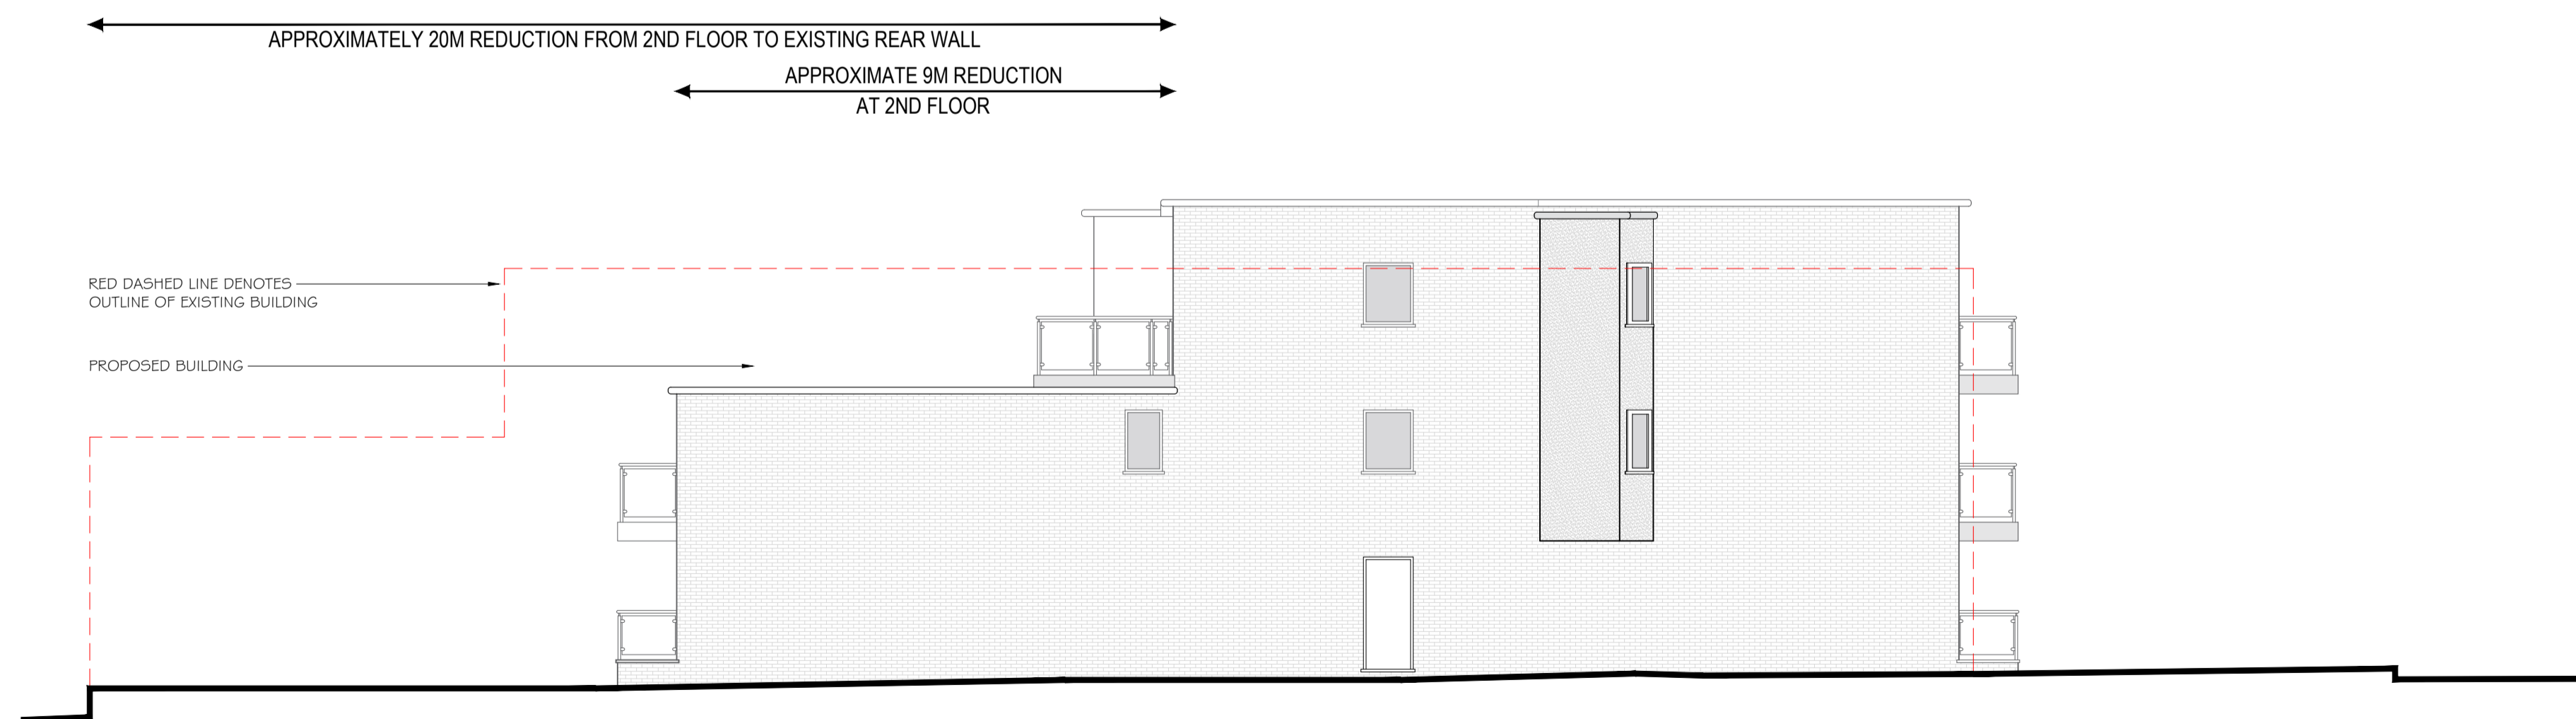 APPROXIMATELY 20M REDUCTION FROM 2ND FLOOR TO EXISTING REAR WALL
APPROXIMATE 9M REDUCTION
AT 2ND FLOOR
RED DASHED LINE DENOTES
OUTLINE OF EXISTING BUILDING
PROPOSED BUILDING